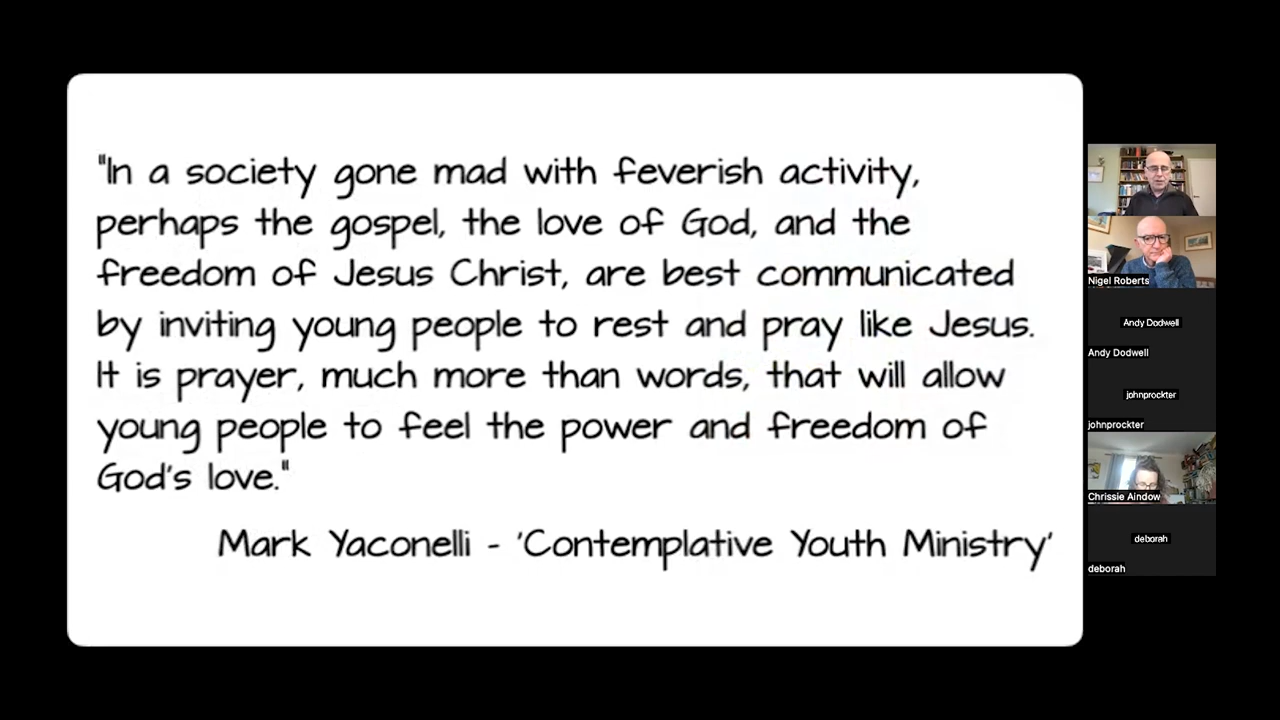 "In a society gone mad with feverish activity,
perhaps the gospel, the love of God, and the
freedom of Jesus Christ, are best communicated
by inviting young people to rest and pray like Jesus.
It is prayer, much more than words, that will allow
young people to feel the power and freedom of
God's love."
Mark Yaconelli - 'Contemplative Youth Ministry'
Nigel Roberts
Andy Dodwell
Andy Dodwell
johnprockter
johnprockter
Chrissie Aindow
deborah
deborah